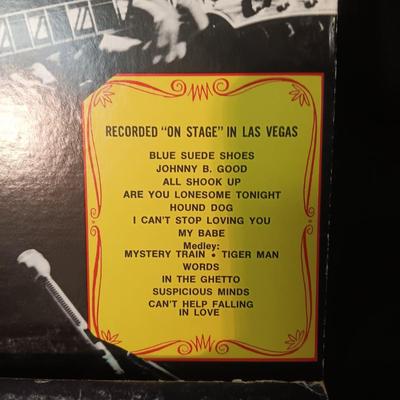 RECORDED "ON STAGE" IN LAS VEGAS
BLUE SUEDE SHOES
JOHNNY B. GOOD
ALL SHOOK UP
ARE YOU LONESOME TONIGHT
HOUND DOG
I CAN'T STOP LOVING YOU
MY BABE
Medley:
MYSTERY TRAIN • TIGER MAN
WORDS
IN THE GHETTO
SUSPICIOUS MINDS
CAN'T HELP FALLING
IN LOVE